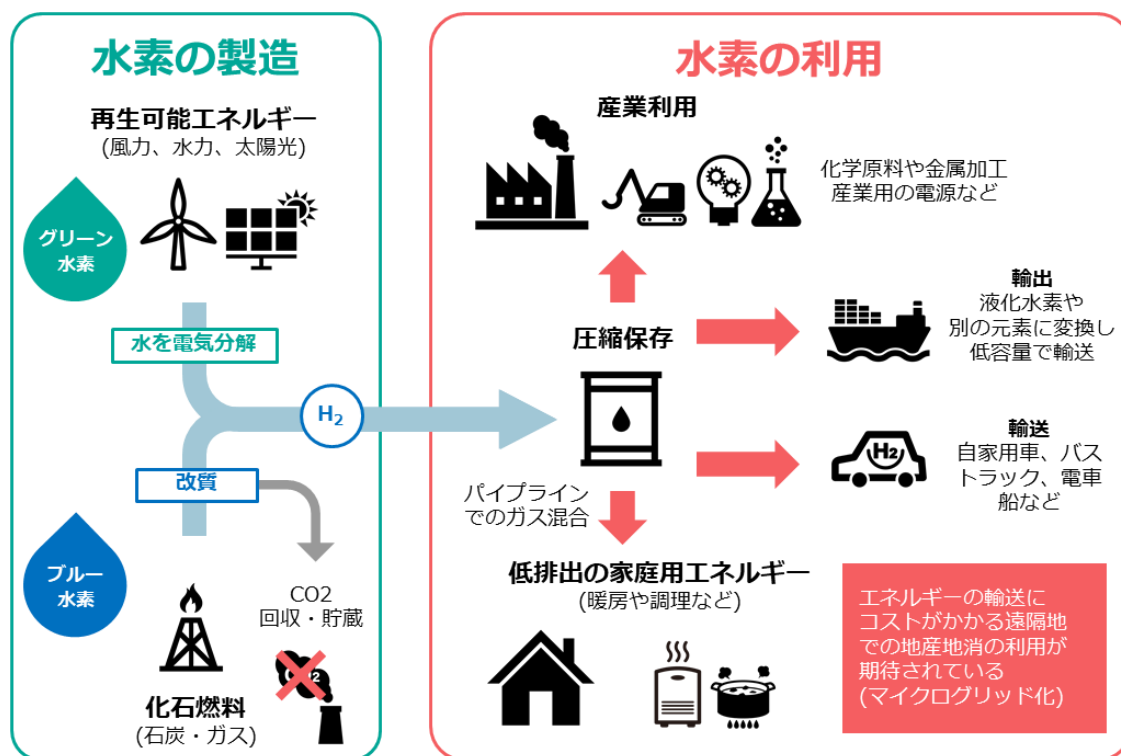 水素の製造
再生可能エネルギー
(風力、水力、太陽光)
グリーン
水素
水を電気分解
H₂
改質
ブルー
水素
CO2
回収・貯蔵
CO2
化石燃料
(石炭・ガス)
水素の利用
産業利用
化学原料や金属加工
産業用の電源など
圧縮保存
輸出
液化水素や
別の元素に変換し
低容量で輸送
輸送
自家用車、バス
トラック、電車
船など
H₂
パイプライン
でのガス混合
低排出の家庭用エネルギー
(暖房や調理など)
エネルギーの輸送に
コストがかかる遠隔地
での地産地消の利用が
期待されている
(マイクログリッド化)